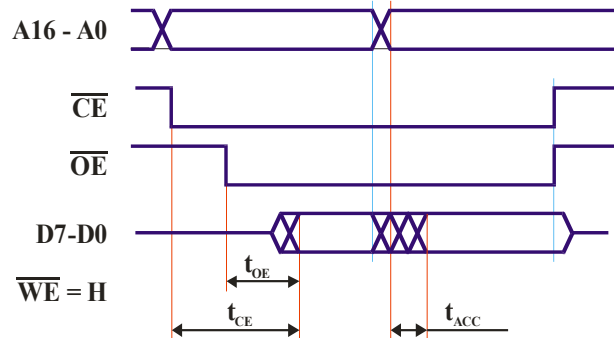 A16 - A0
CE
OE
D7-D0
tOE
WE = H
tCE
tACC